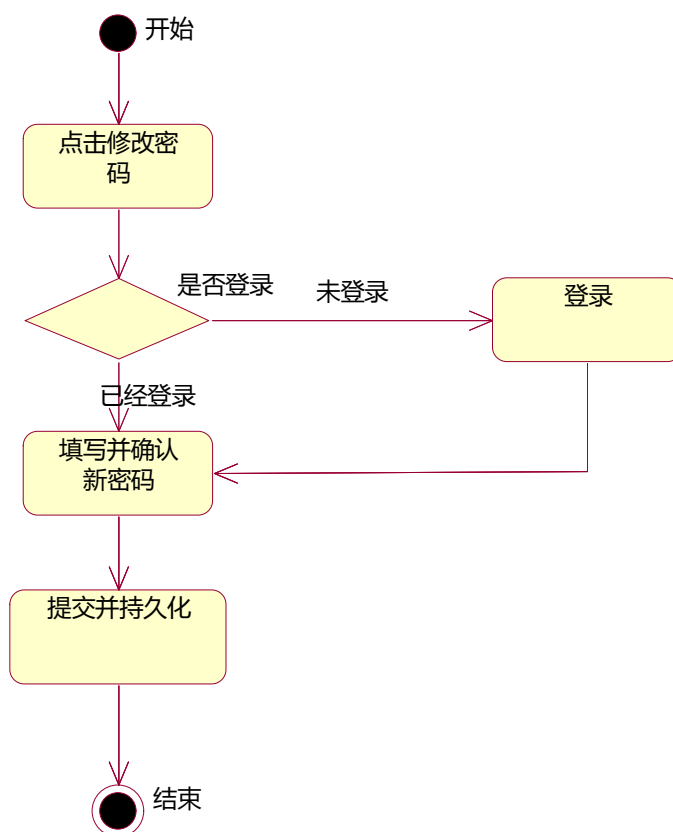 开始
点击修改密
码
是否登录
未登录
登录
已经登录
填写并确认
新密码
提交并持久化
结束